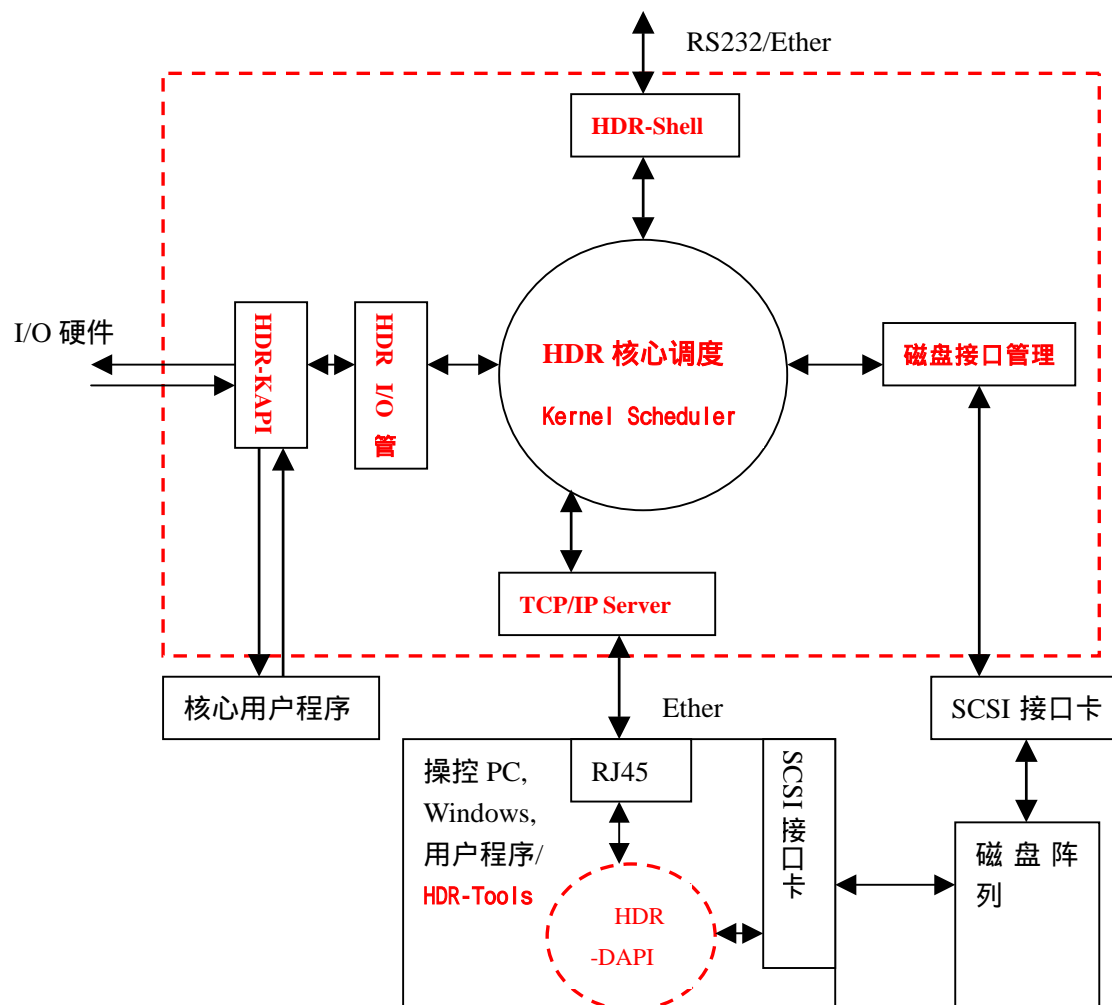 RS232/Ether
HDR-Shell
I/O 硬件
HDR-KAPI
HDR I/O 管
HDR 核心调度
Kernel Scheduler
磁盘接口管理
TCP/IP Server
核心用户程序
Ether
SCSI 接口卡
操控 PC,
Windows,
用户程序/
HDR-Tools
RJ45
SCSI 接口卡
HDR
-DAPI
磁盘阵
列